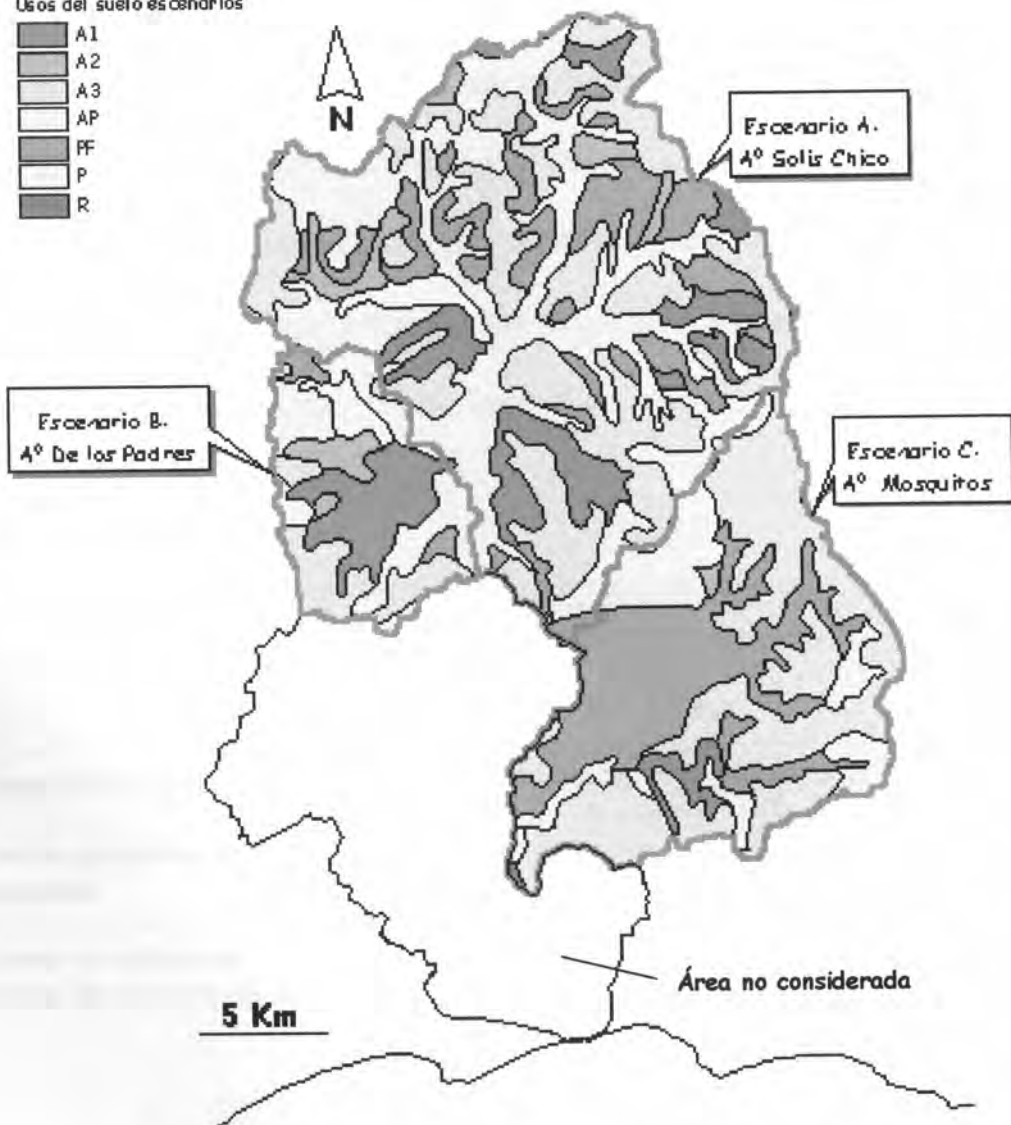 Usos del suelo escenarios
A1
A2
A3
AP
PF
P
R
N
Escenario A.
Aº Solis Chico
Escenario B.
Aº De los Padres
Escenario C.
Aº Mosquitos
Área no considerada
5 Km